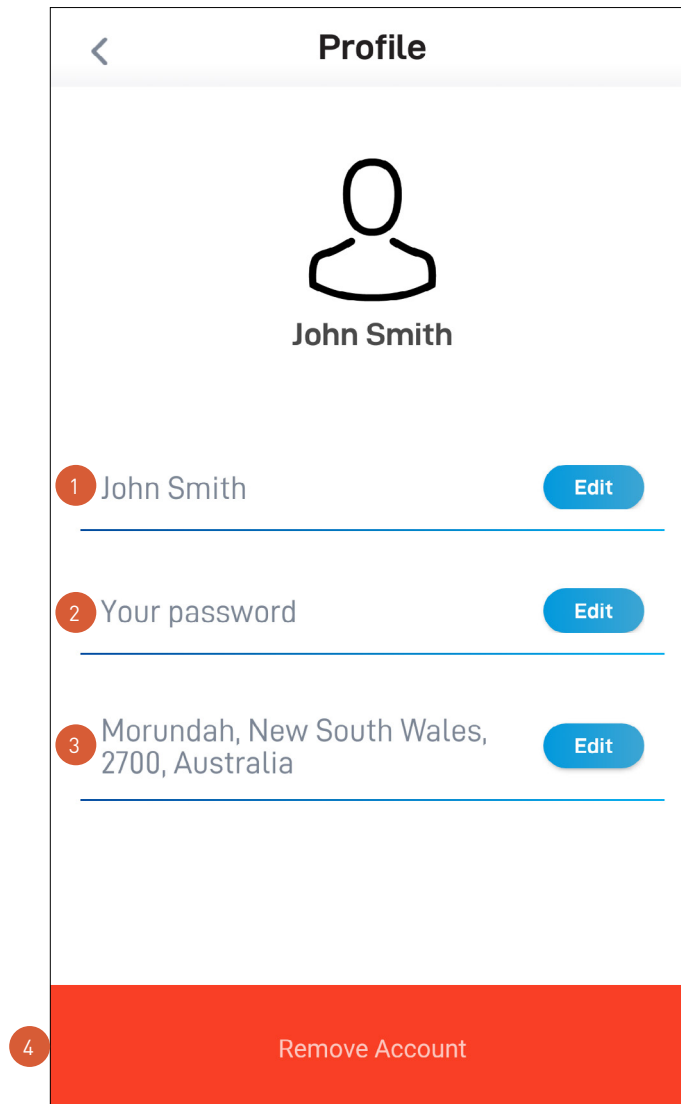 Profile
John Smith
1 John Smith Edit
2 Your password Edit
3 Morundah, New South Wales,
2700, Australia Edit
4 Remove Account